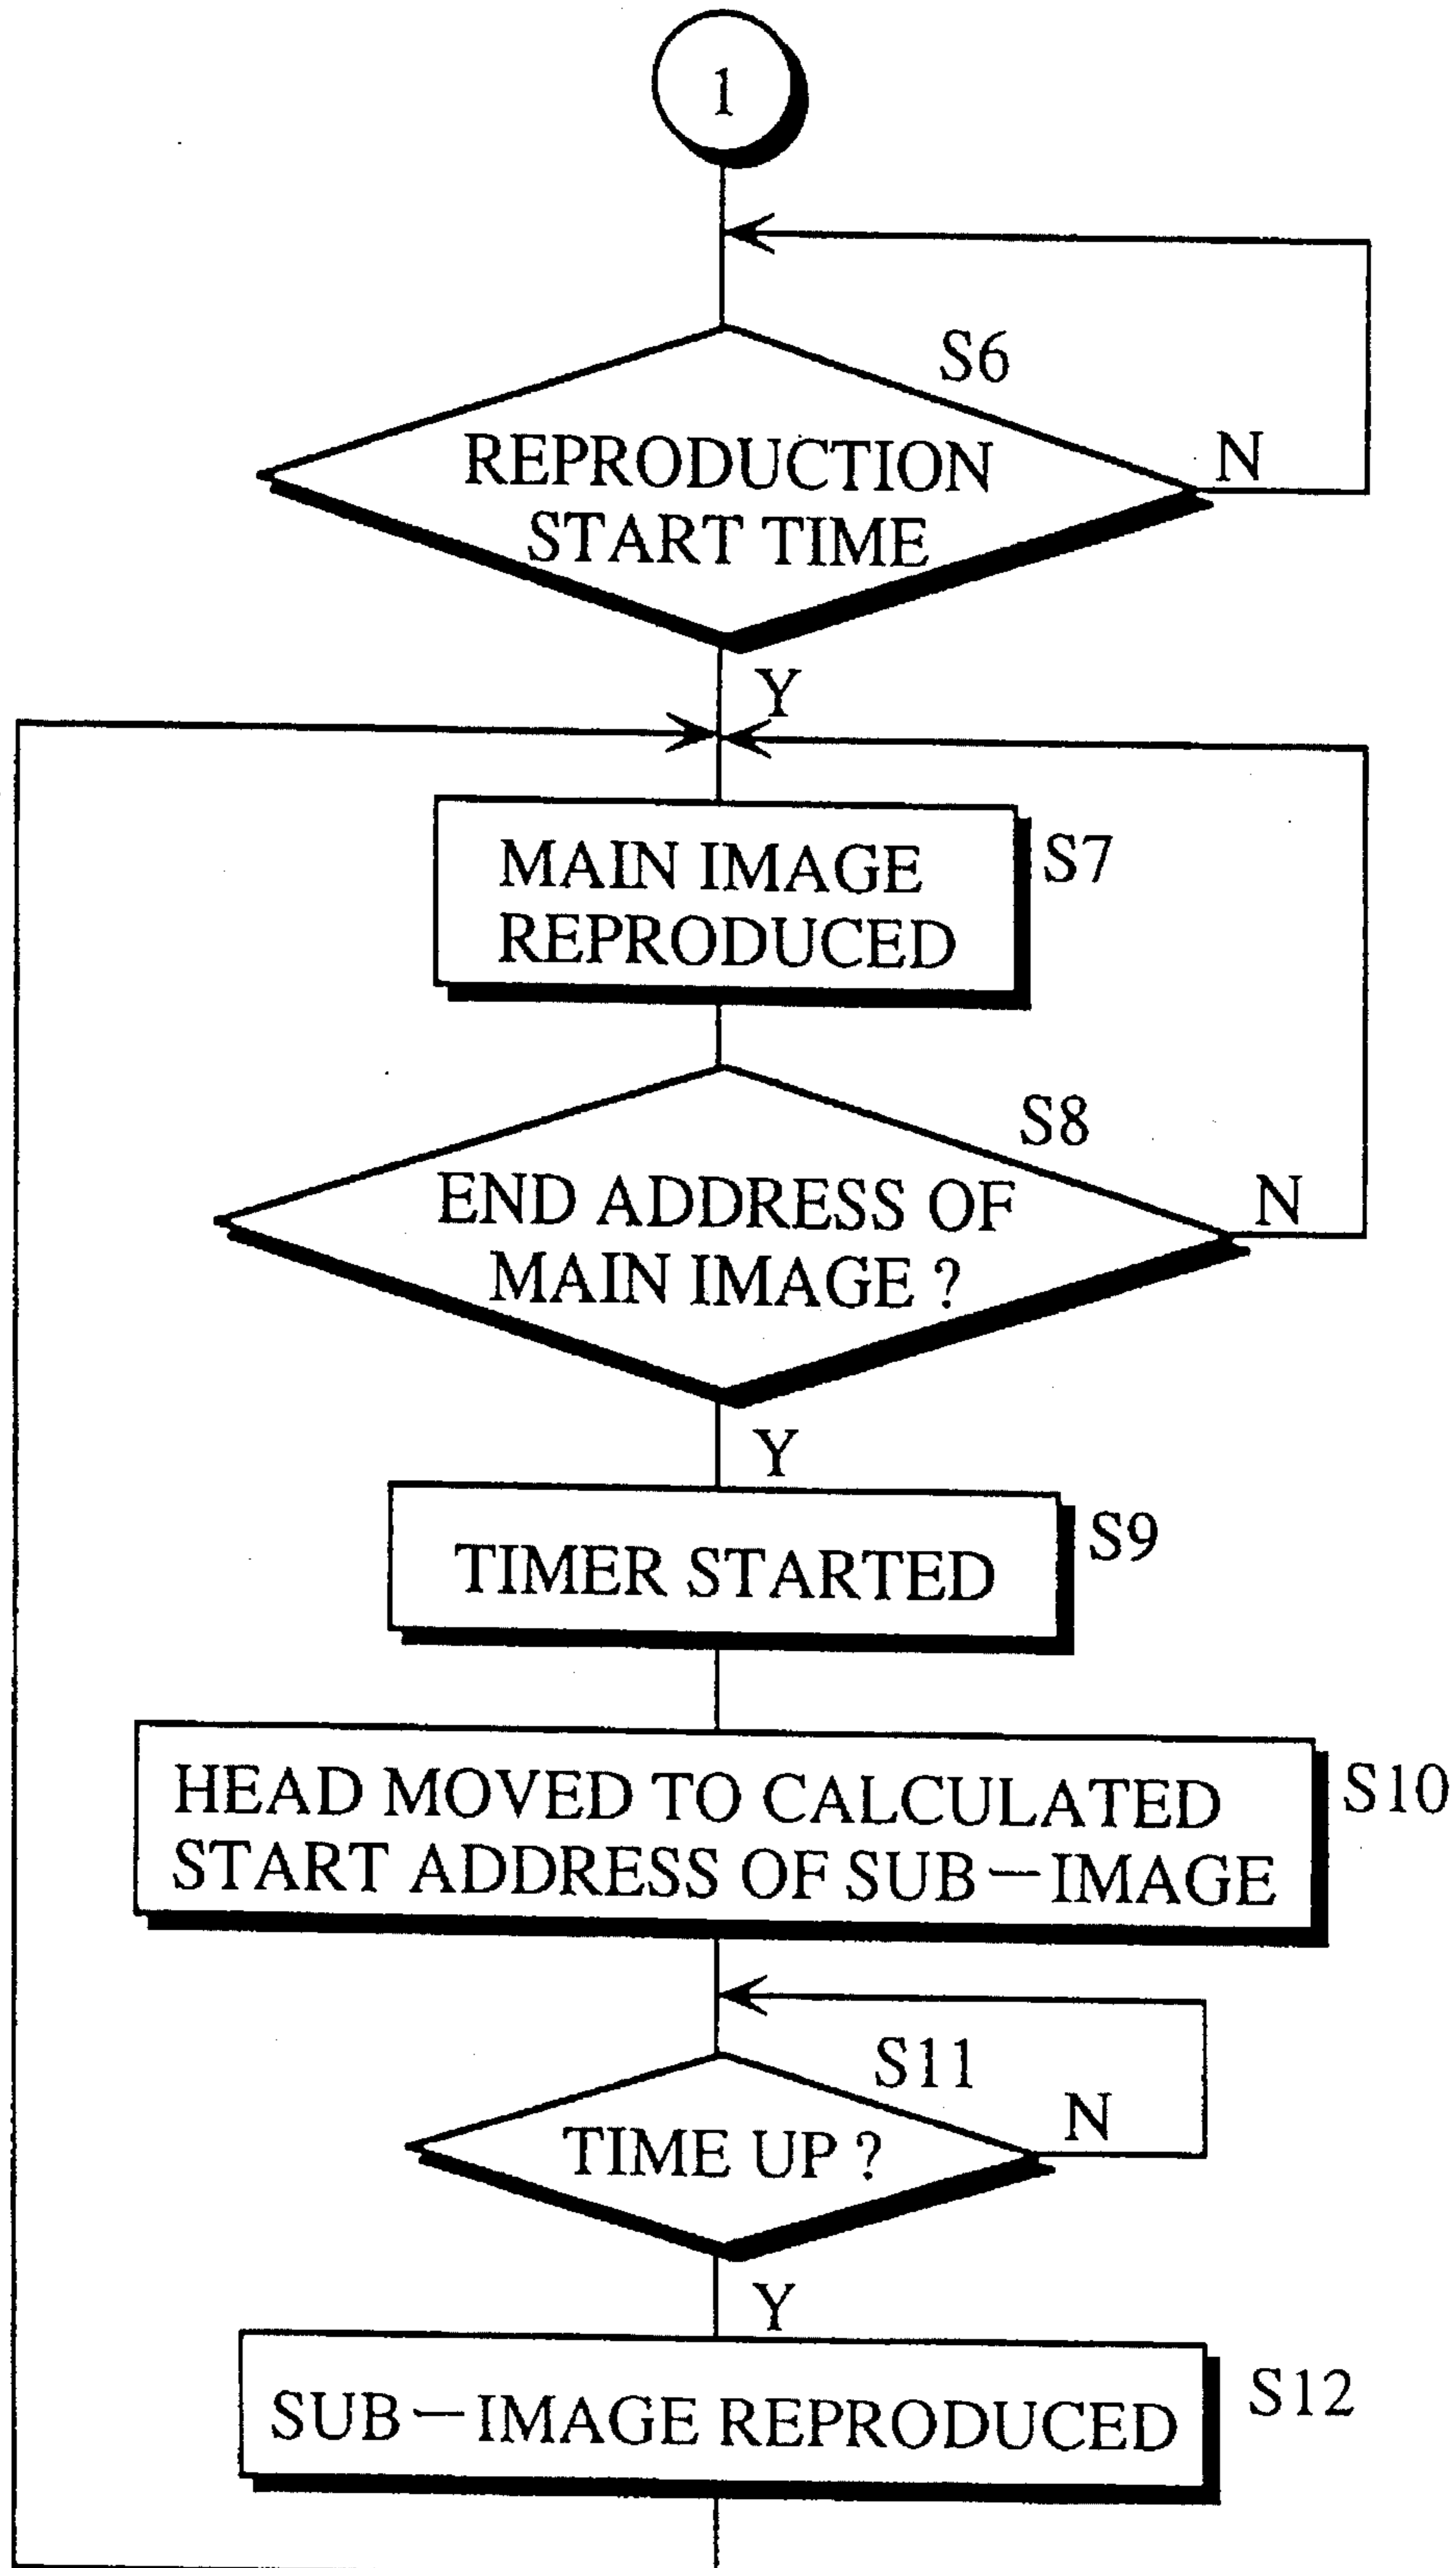 1
S6
REPRODUCTION
START TIME
N
Y
MAIN IMAGE
REPRODUCED
S7
S8
END ADDRESS OF
MAIN IMAGE ?
N
Y
TIMER STARTED
S9
HEAD MOVED TO CALCULATED
START ADDRESS OF SUB－IMAGE
S10
S11
TIME UP ?
N
Y
SUB－IMAGE REPRODUCED
S12